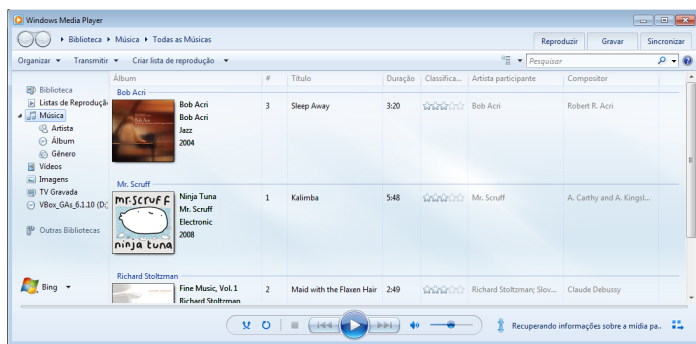 Windows Media Player
Biblioteca Música Todas as Músicas
Reproduzir Gravar Sincronizar
Organizar Transmitir Criar lista de reprodução
Pesquisar
Álbum # Título Duração Classifica... Artista participante Compositor
Biblioteca
Listas de Reproduçã
Música
Artista
Álbum
Gênero
Vídeos
Imagens
TV Gravada
VBox_GAs_6.1.10 (D:)
Outras Bibliotecas
Bing
Bob Acri
Bob Acri
Bob Acri
Jazz
2004
3 Sleep Away 3:20 Bob Acri Robert R. Acri
Mr. Scruff
mr.scruff
ninja tuna
Ninja Tuna
Mr. Scruff
Electronic
2008
1 Kalimba 5:48 Mr. Scruff A. Carthy and A. Kingsl...
Richard Stoltzman
Fine Music, Vol. 1
Richard Stoltzman
2 Maid with the Flaxen Hair 2:49 Richard Stoltzman; Slov... Claude Debussy
Recuperando informações sobre a mídia pa..